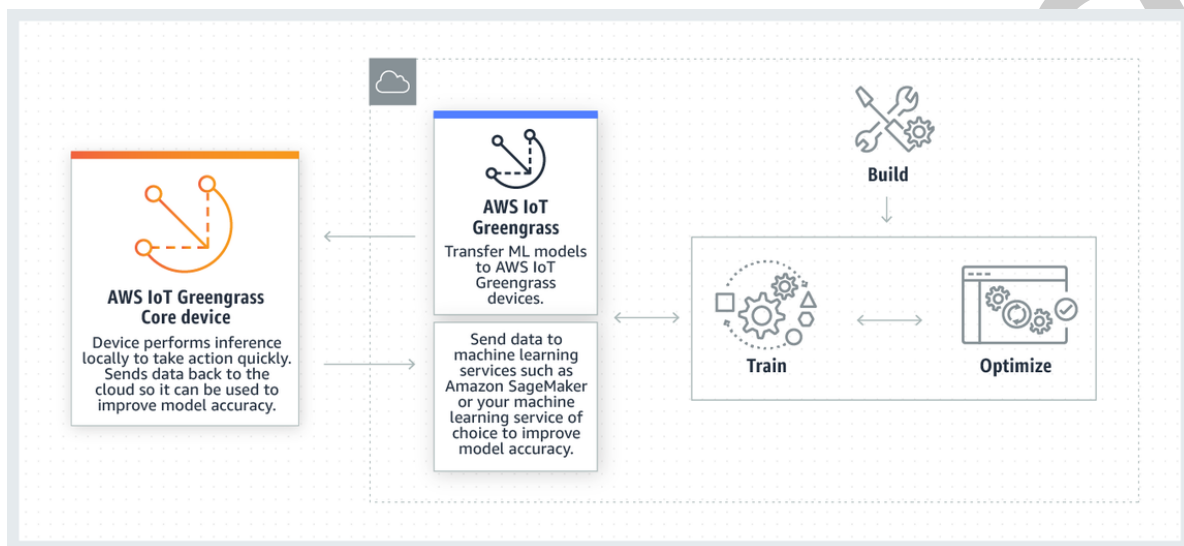 AWS IoT Greengrass
Core device
Device performs inference
locally to take action quickly.
Sends data back to the
cloud so it can be used to
improve model accuracy.
AWS IoT
Greengrass
Transfer ML models
to AWS IoT
Greengrass
devices.
Send data to
machine learning
services such as
Amazon SageMaker
or your machine
learning service of
choice to improve
model accuracy.
Build
Train
Optimize